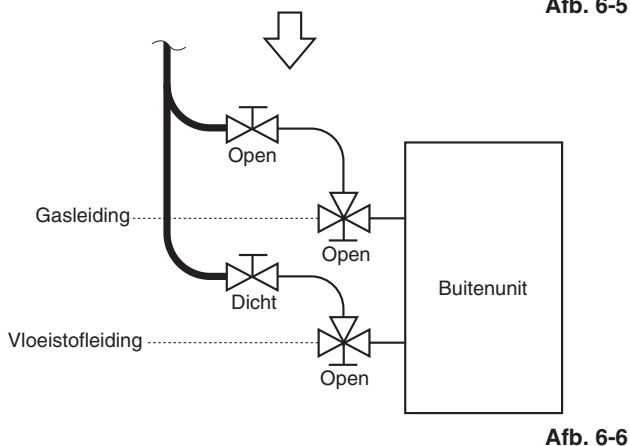 Afb. 6-5
Open
Gasleiding
Open
Buitenunit
Dicht
Vloeistofleiding
Open
Afb. 6-6